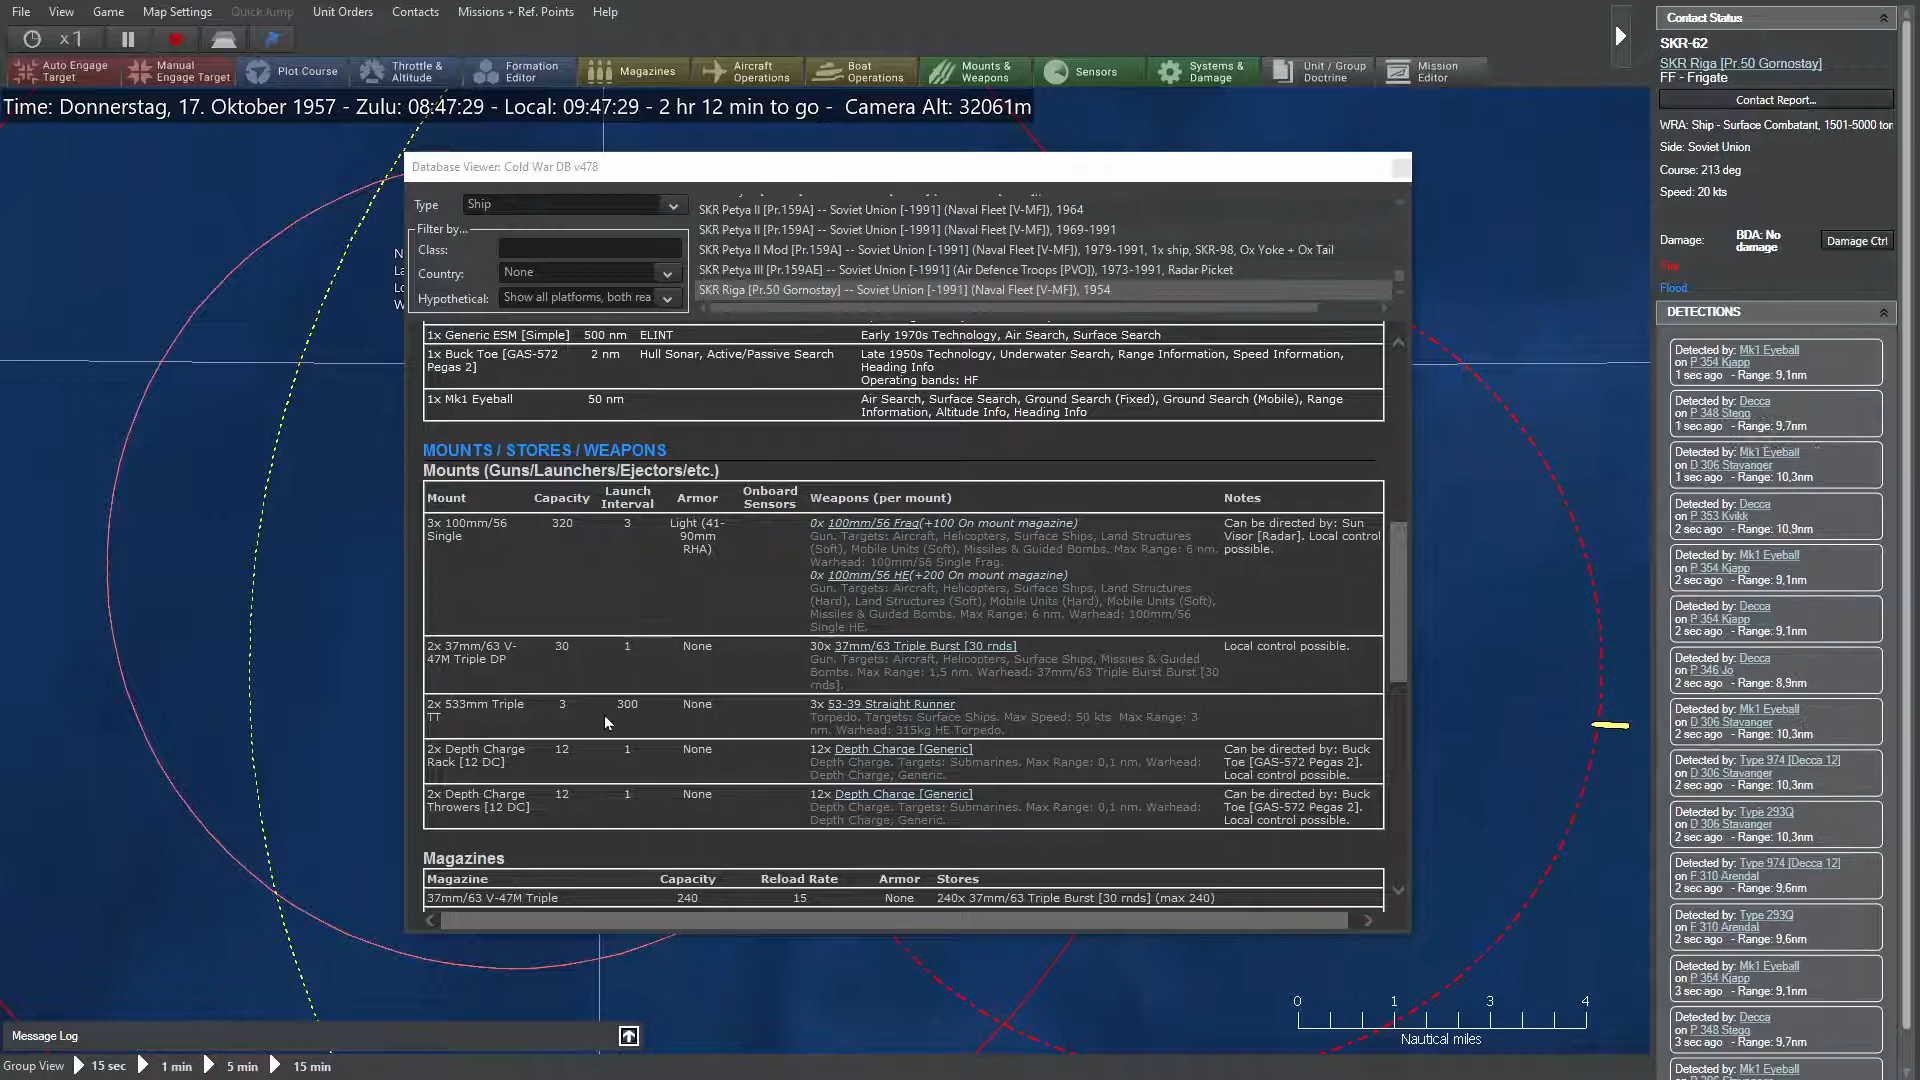 File View Game Map Settings Quick Jump Unit Orders Contacts Missions + Ref. Points Help
x1
Auto Engage Target
Manual Engage Target
Plot Course
Throttle & Altitude
Formation Editor
Magazines
Aircraft Operations
Boat Operations
Mounts & Weapons
Sensors
Systems & Damage
Unit / Group Doctrine
Mission Editor
Time: Donnerstag, 17. Oktober 1957 - Zulu: 08:47:29 - Local: 09:47:29 - 2 hr 12 min to go - Camera Alt: 32061m
Database Viewer: Cold War DB v478
Type Ship
Filter by...
Class:
Country: None
Hypothetical: Show all platforms, both rea
SKR Petya II [Pr.159A] -- Soviet Union [-1991] (Naval Fleet [V-MF]), 1964
SKR Petya II [Pr.159A] -- Soviet Union [-1991] (Naval Fleet [V-MF]), 1969-1991
SKR Petya II Mod [Pr.159A] -- Soviet Union [-1991] (Naval Fleet [V-MF]), 1979-1991, 1x ship, SKR-98, Ox Yoke + Ox Tail
SKR Petya III [Pr.159AE] -- Soviet Union [-1991] (Air Defence Troops [PVO]), 1973-1991, Radar Picket
SKR Riga [Pr.50 Gornostay] -- Soviet Union [-1991] (Naval Fleet [V-MF]), 1954
1x Generic ESM [Simple] 500 nm ELINT Early 1970s Technology, Air Search, Surface Search
1x Buck Toe [GAS-572 2 nm Hull Sonar, Active/Passive Search Late 1950s Technology, Underwater Search, Range Information, Speed Information,
Pegas 2] Heading Info
Operating bands: HF
1x Mk1 Eyeball 50 nm Air Search, Surface Search, Ground Search (Fixed), Ground Search (Mobile), Range
Information, Altitude Info, Heading Info
MOUNTS / STORES / WEAPONS
Mounts (Guns/Launchers/Ejectors/etc.)
Mount Capacity Launch Interval Armor Onboard Sensors Weapons (per mount) Notes
3x 100mm/56 320 3 Light (41- 0x 100mm/56 Frag(+100 On mount magazine) Can be directed by: Sun
Single 90mm Gun. Targets: Aircraft, Helicopters, Surface Ships, Land Structures Visor [Radar]. Local control
RHA) (Soft), Mobile Units (Soft), Missiles & Guided Bombs. Max Range: 6 nm. possible.
Warhead: 100mm/56 Single Frag.
0x 100mm/56 HE(+200 On mount magazine)
Gun. Targets: Aircraft, Helicopters, Surface Ships, Land Structures
(Hard), Land Structures (Soft), Mobile Units (Hard), Mobile Units (Soft),
Missiles & Guided Bombs. Max Range: 6 nm. Warhead: 100mm/56
Single HE.
2x 37mm/63 V- 30 1 None 30x 37mm/63 Triple Burst [30 rnds] Local control possible.
47M Triple DP Gun. Targets: Aircraft, Helicopters, Surface Ships, Missiles & Guided
Bombs. Max Range: 1,5 nm. Warhead: 37mm/63 Triple Burst Burst [30
rnds].
2x 533mm Triple 3 300 None 3x 53-39 Straight Runner
TT Torpedo. Targets: Surface Ships. Max Speed: 50 kts Max Range: 3
nm. Warhead: 315kg HE Torpedo.
2x Depth Charge 12 1 None 12x Depth Charge [Generic] Can be directed by: Buck
Rack [12 DC] Depth Charge. Targets: Submarines. Max Range: 0,1 nm. Warhead: Toe [GAS-572 Pegas 2].
Depth Charge, Generic. Local control possible.
2x Depth Charge 12 1 None 12x Depth Charge [Generic] Can be directed by: Buck
Throwers [12 DC] Depth Charge. Targets: Submarines. Max Range: 0,1 nm. Warhead: Toe [GAS-572 Pegas 2].
Depth Charge, Generic. Local control possible.
Magazines
Magazine Capacity Reload Rate Armor Stores
37mm/63 V-47M Triple 240 15 None 240x 37mm/63 Triple Burst [30 rnds] (max 240)
0 1 3 4
Nautical miles
Message Log
Group View 15 sec 1 min 5 min 15 min
Contact Status
SKR-62
SKR Riga [Pr.50 Gornostay]
FF - Frigate
Contact Report...
WRA: Ship - Surface Combatant, 1501-5000 ton
Side: Soviet Union
Course: 213 deg
Speed: 20 kts
Damage: BDA: No damage Damage Ctrl
Fire
Flood
DETECTIONS
Detected by: Mk1 Eyeball
on P 354 Kjapp
1 sec ago - Range: 9,1nm
Detected by: Decca
on P 348 Stegg
1 sec ago - Range: 9,7nm
Detected by: Mk1 Eyeball
on D 306 Stavanger
1 sec ago - Range: 10,3nm
Detected by: Decca
on P 353 Kvikk
2 sec ago - Range: 10,9nm
Detected by: Mk1 Eyeball
on P 354 Kjapp
2 sec ago - Range: 9,1nm
Detected by: Decca
on P 354 Kjapp
2 sec ago - Range: 9,1nm
Detected by: Decca
on P 346 Jo
2 sec ago - Range: 8,9nm
Detected by: Mk1 Eyeball
on D 306 Stavanger
2 sec ago - Range: 10,3nm
Detected by: Type 974 [Decca 12]
on D 306 Stavanger
2 sec ago - Range: 10,3nm
Detected by: Type 293Q
on D 306 Stavanger
2 sec ago - Range: 10,3nm
Detected by: Type 974 [Decca 12]
on F 310 Arendal
2 sec ago - Range: 9,6nm
Detected by: Type 293Q
on F 310 Arendal
2 sec ago - Range: 9,6nm
Detected by: Mk1 Eyeball
on P 354 Kjapp
3 sec ago - Range: 9,1nm
Detected by: Decca
on P 348 Stegg
3 sec ago - Range: 9,7nm
Detected by: Mk1 Eyeball